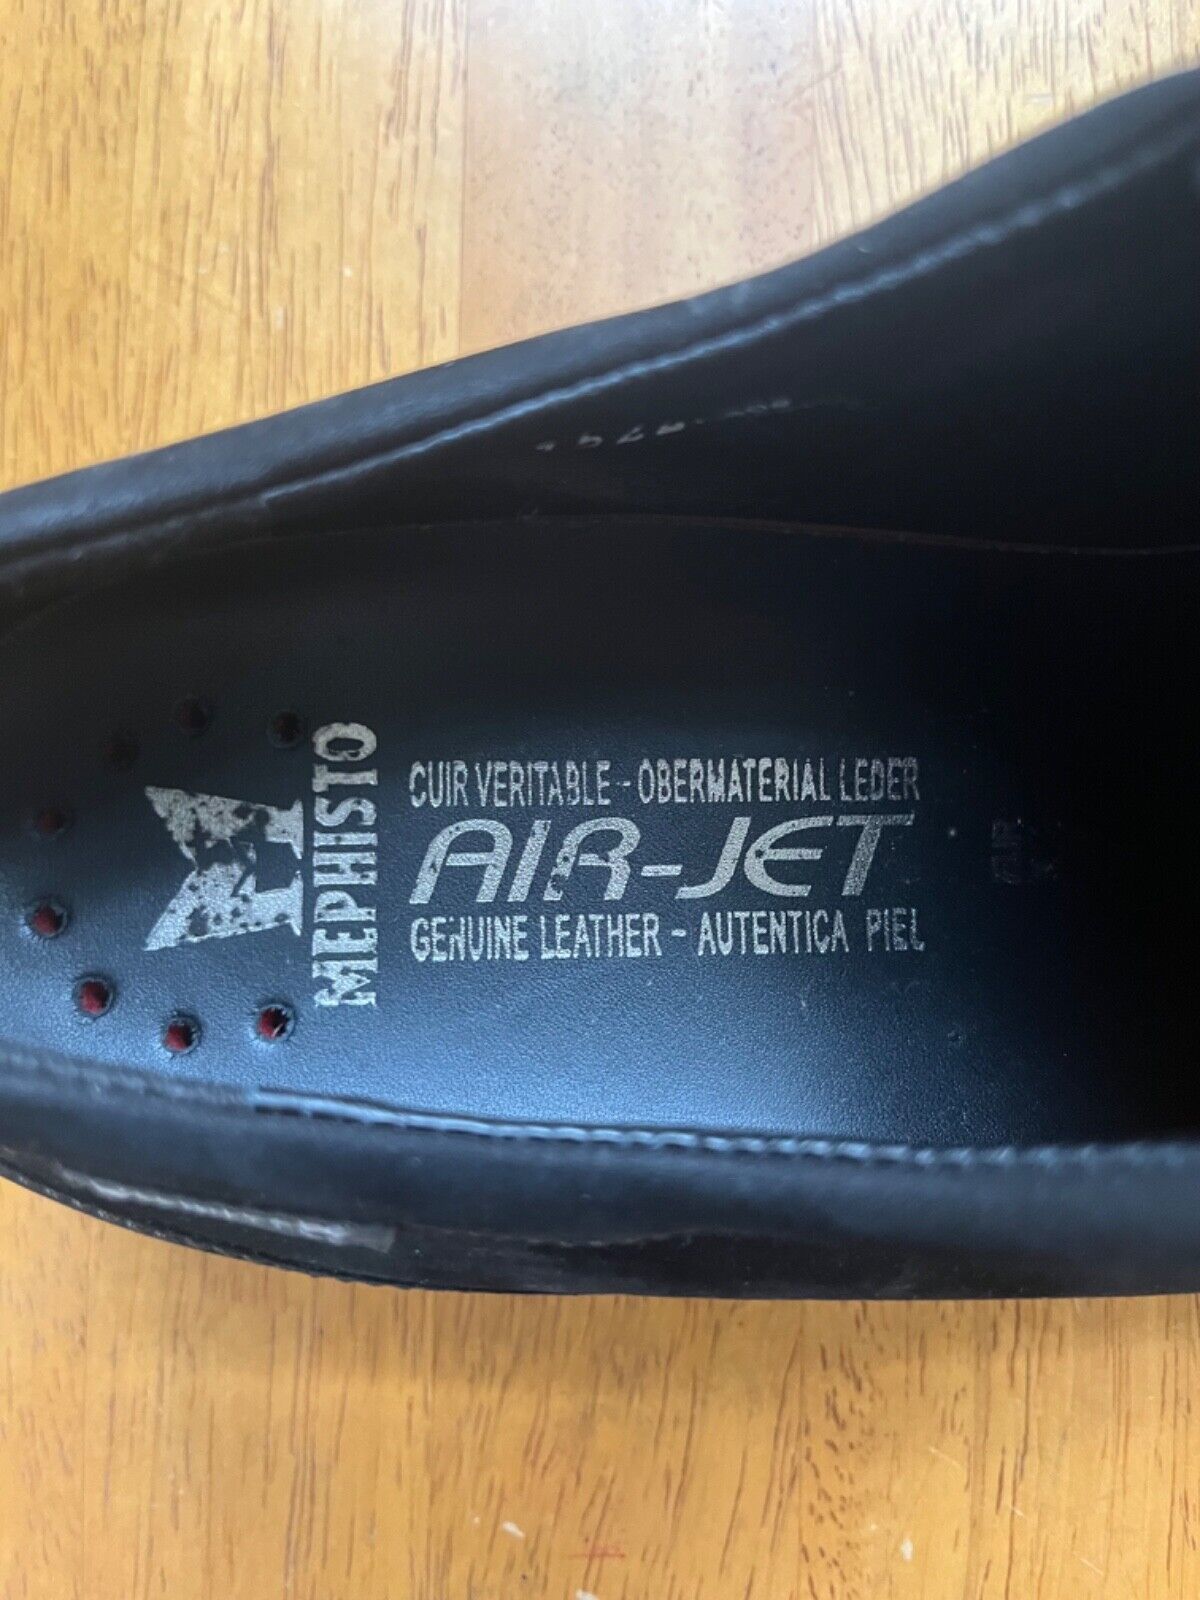 MEPHISTO
CUIR VERITABLE - OBERMATERIAL LEDER
AIR-JET
GENUINE LEATHER - AUTENTICA PIEL